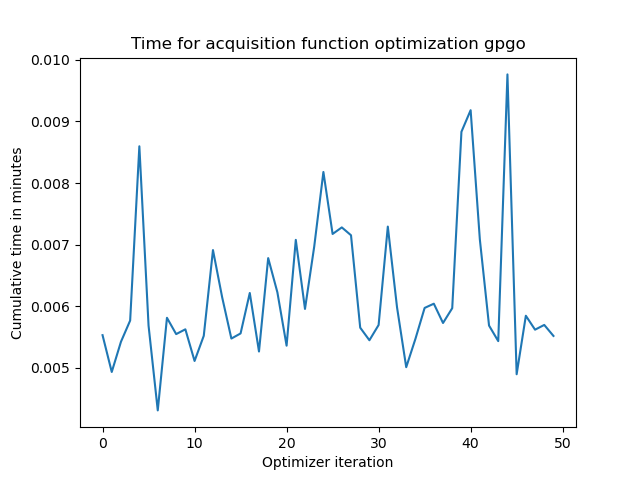 Time for acquisition function optimization gpgo
0.010
0.009
0.008
0.007
0.006
0.005
Cumulative time in minutes
0 10 20 30 40 50
Optimizer iteration